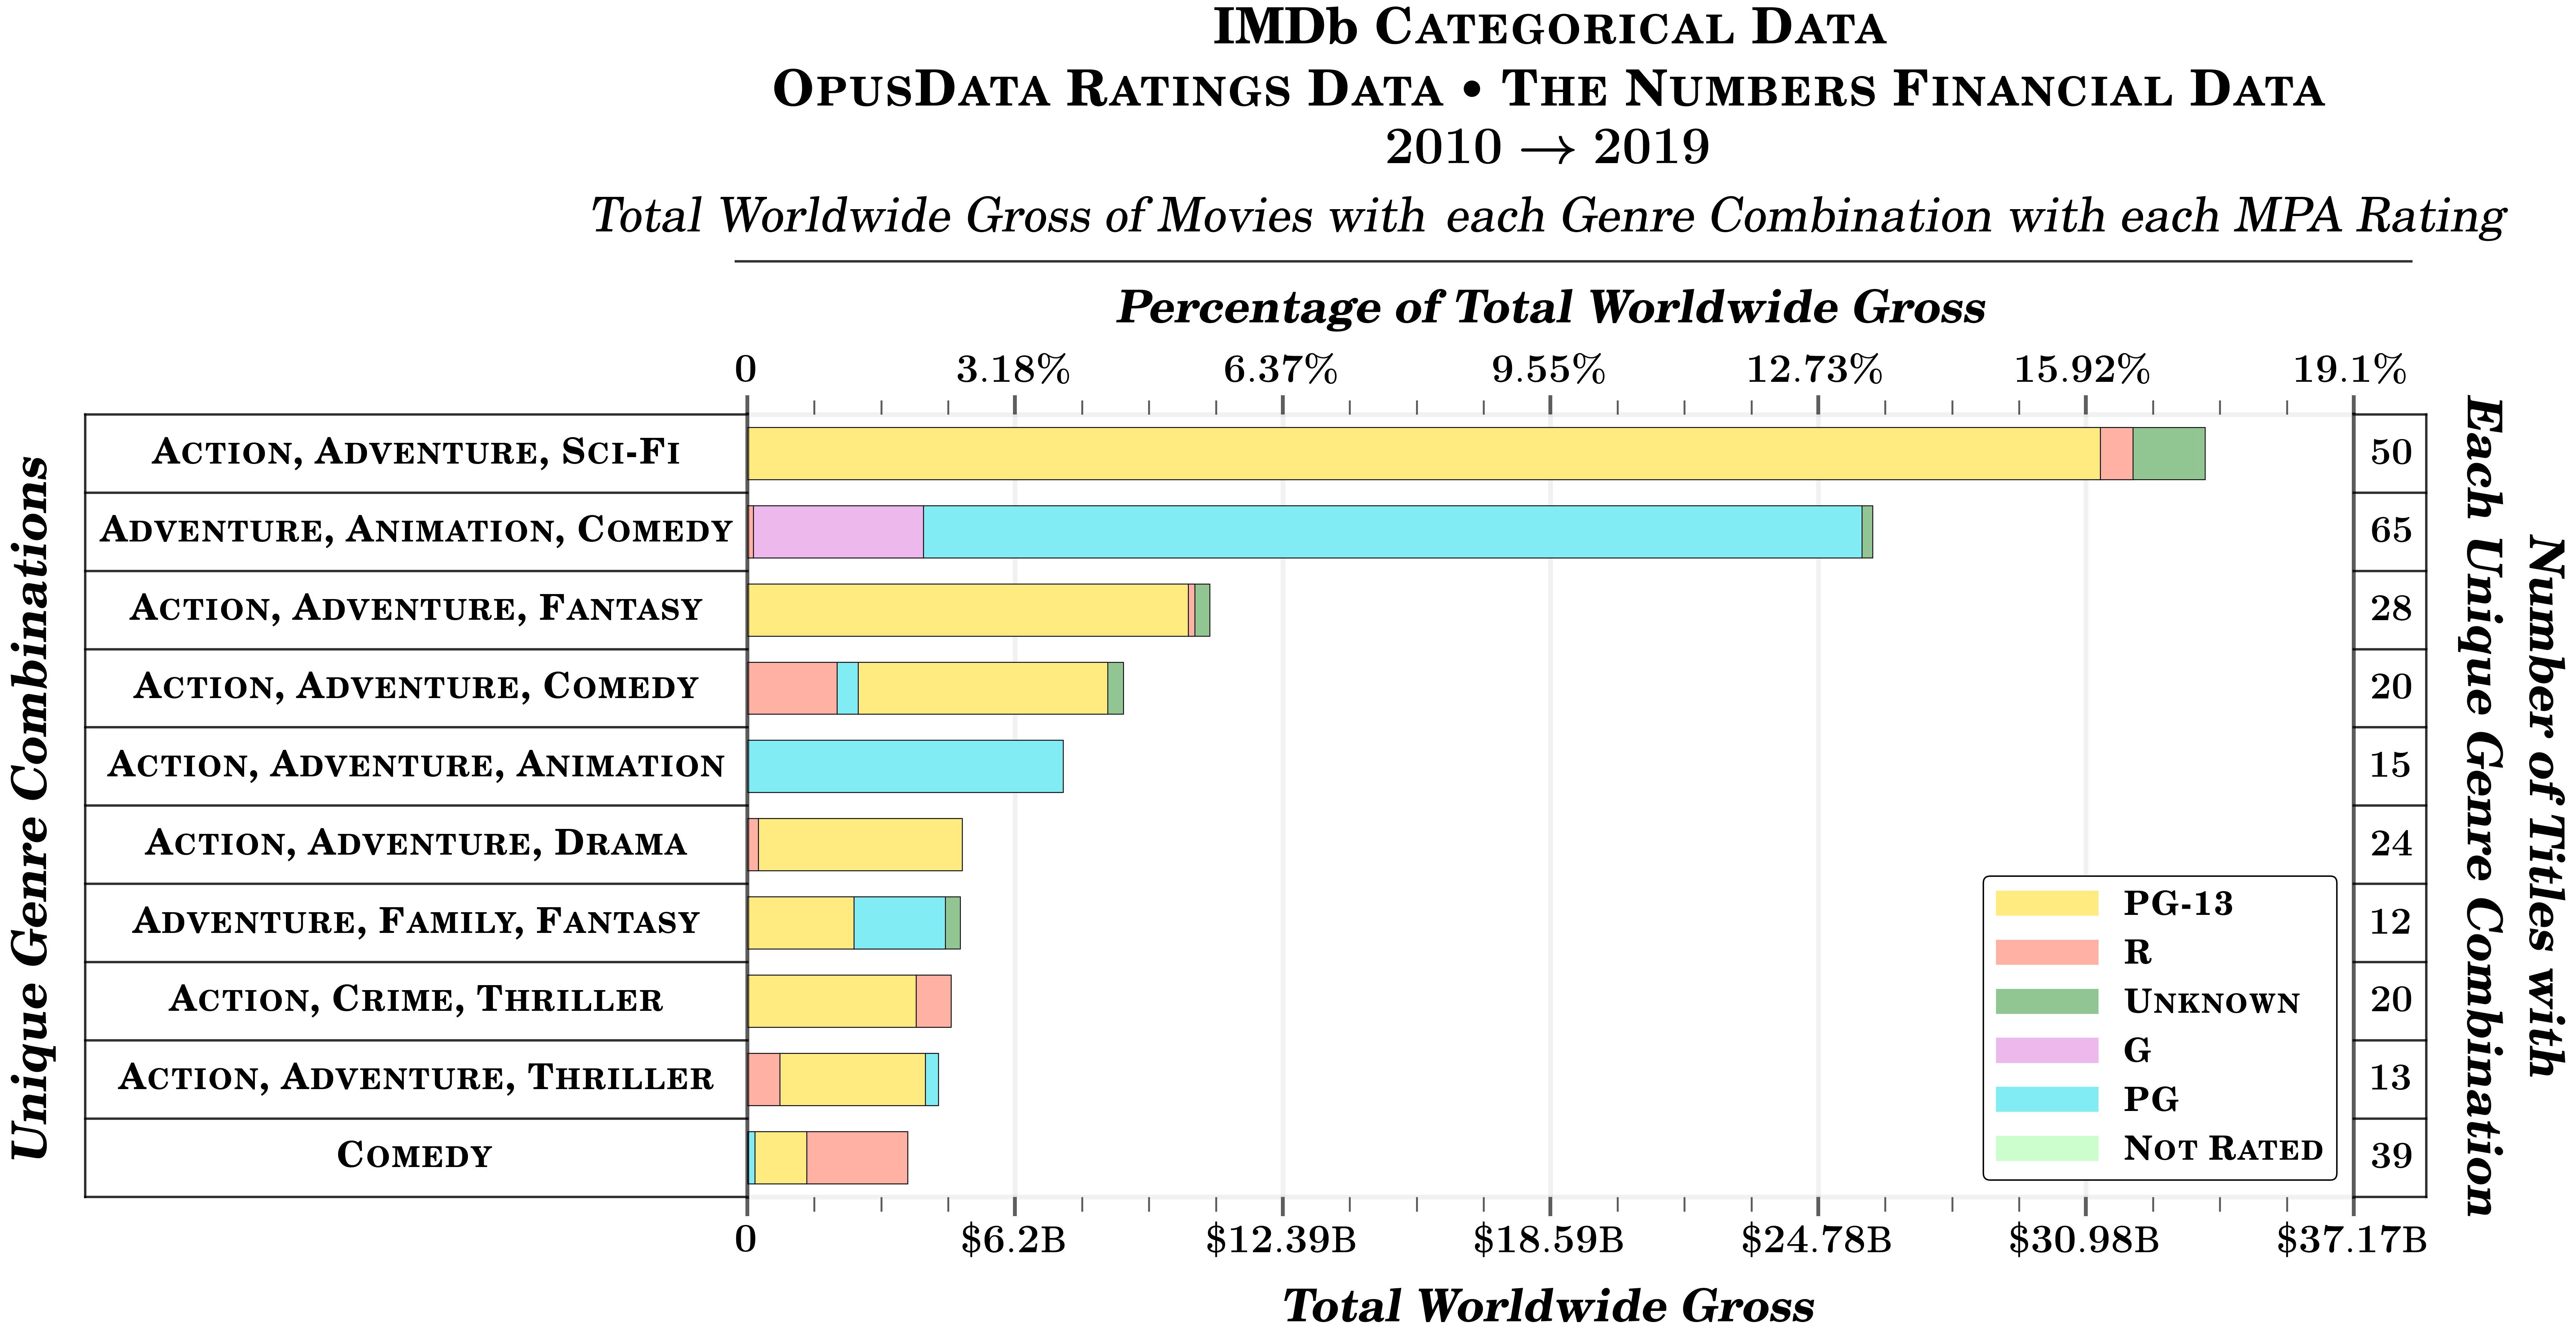 IMDb Categorical Data
OpusData Ratings Data • The Numbers Financial Data
2010 → 2019
Total Worldwide Gross of Movies with each Genre Combination with each MPA Rating
Percentage of Total Worldwide Gross
0 3.18% 6.37% 9.55% 12.73% 15.92% 19.1%
Unique Genre Combinations
Action, Adventure, Sci-Fi 50
Adventure, Animation, Comedy 65
Action, Adventure, Fantasy 28
Action, Adventure, Comedy 20
Action, Adventure, Animation 15
Action, Adventure, Drama 24
Adventure, Family, Fantasy 12
Action, Crime, Thriller 20
Action, Adventure, Thriller 13
Comedy 39
PG-13
R
Unknown
G
PG
Not Rated
Number of Titles with
Each Unique Genre Combination
0 $6.2B $12.39B $18.59B $24.78B $30.98B $37.17B
Total Worldwide Gross